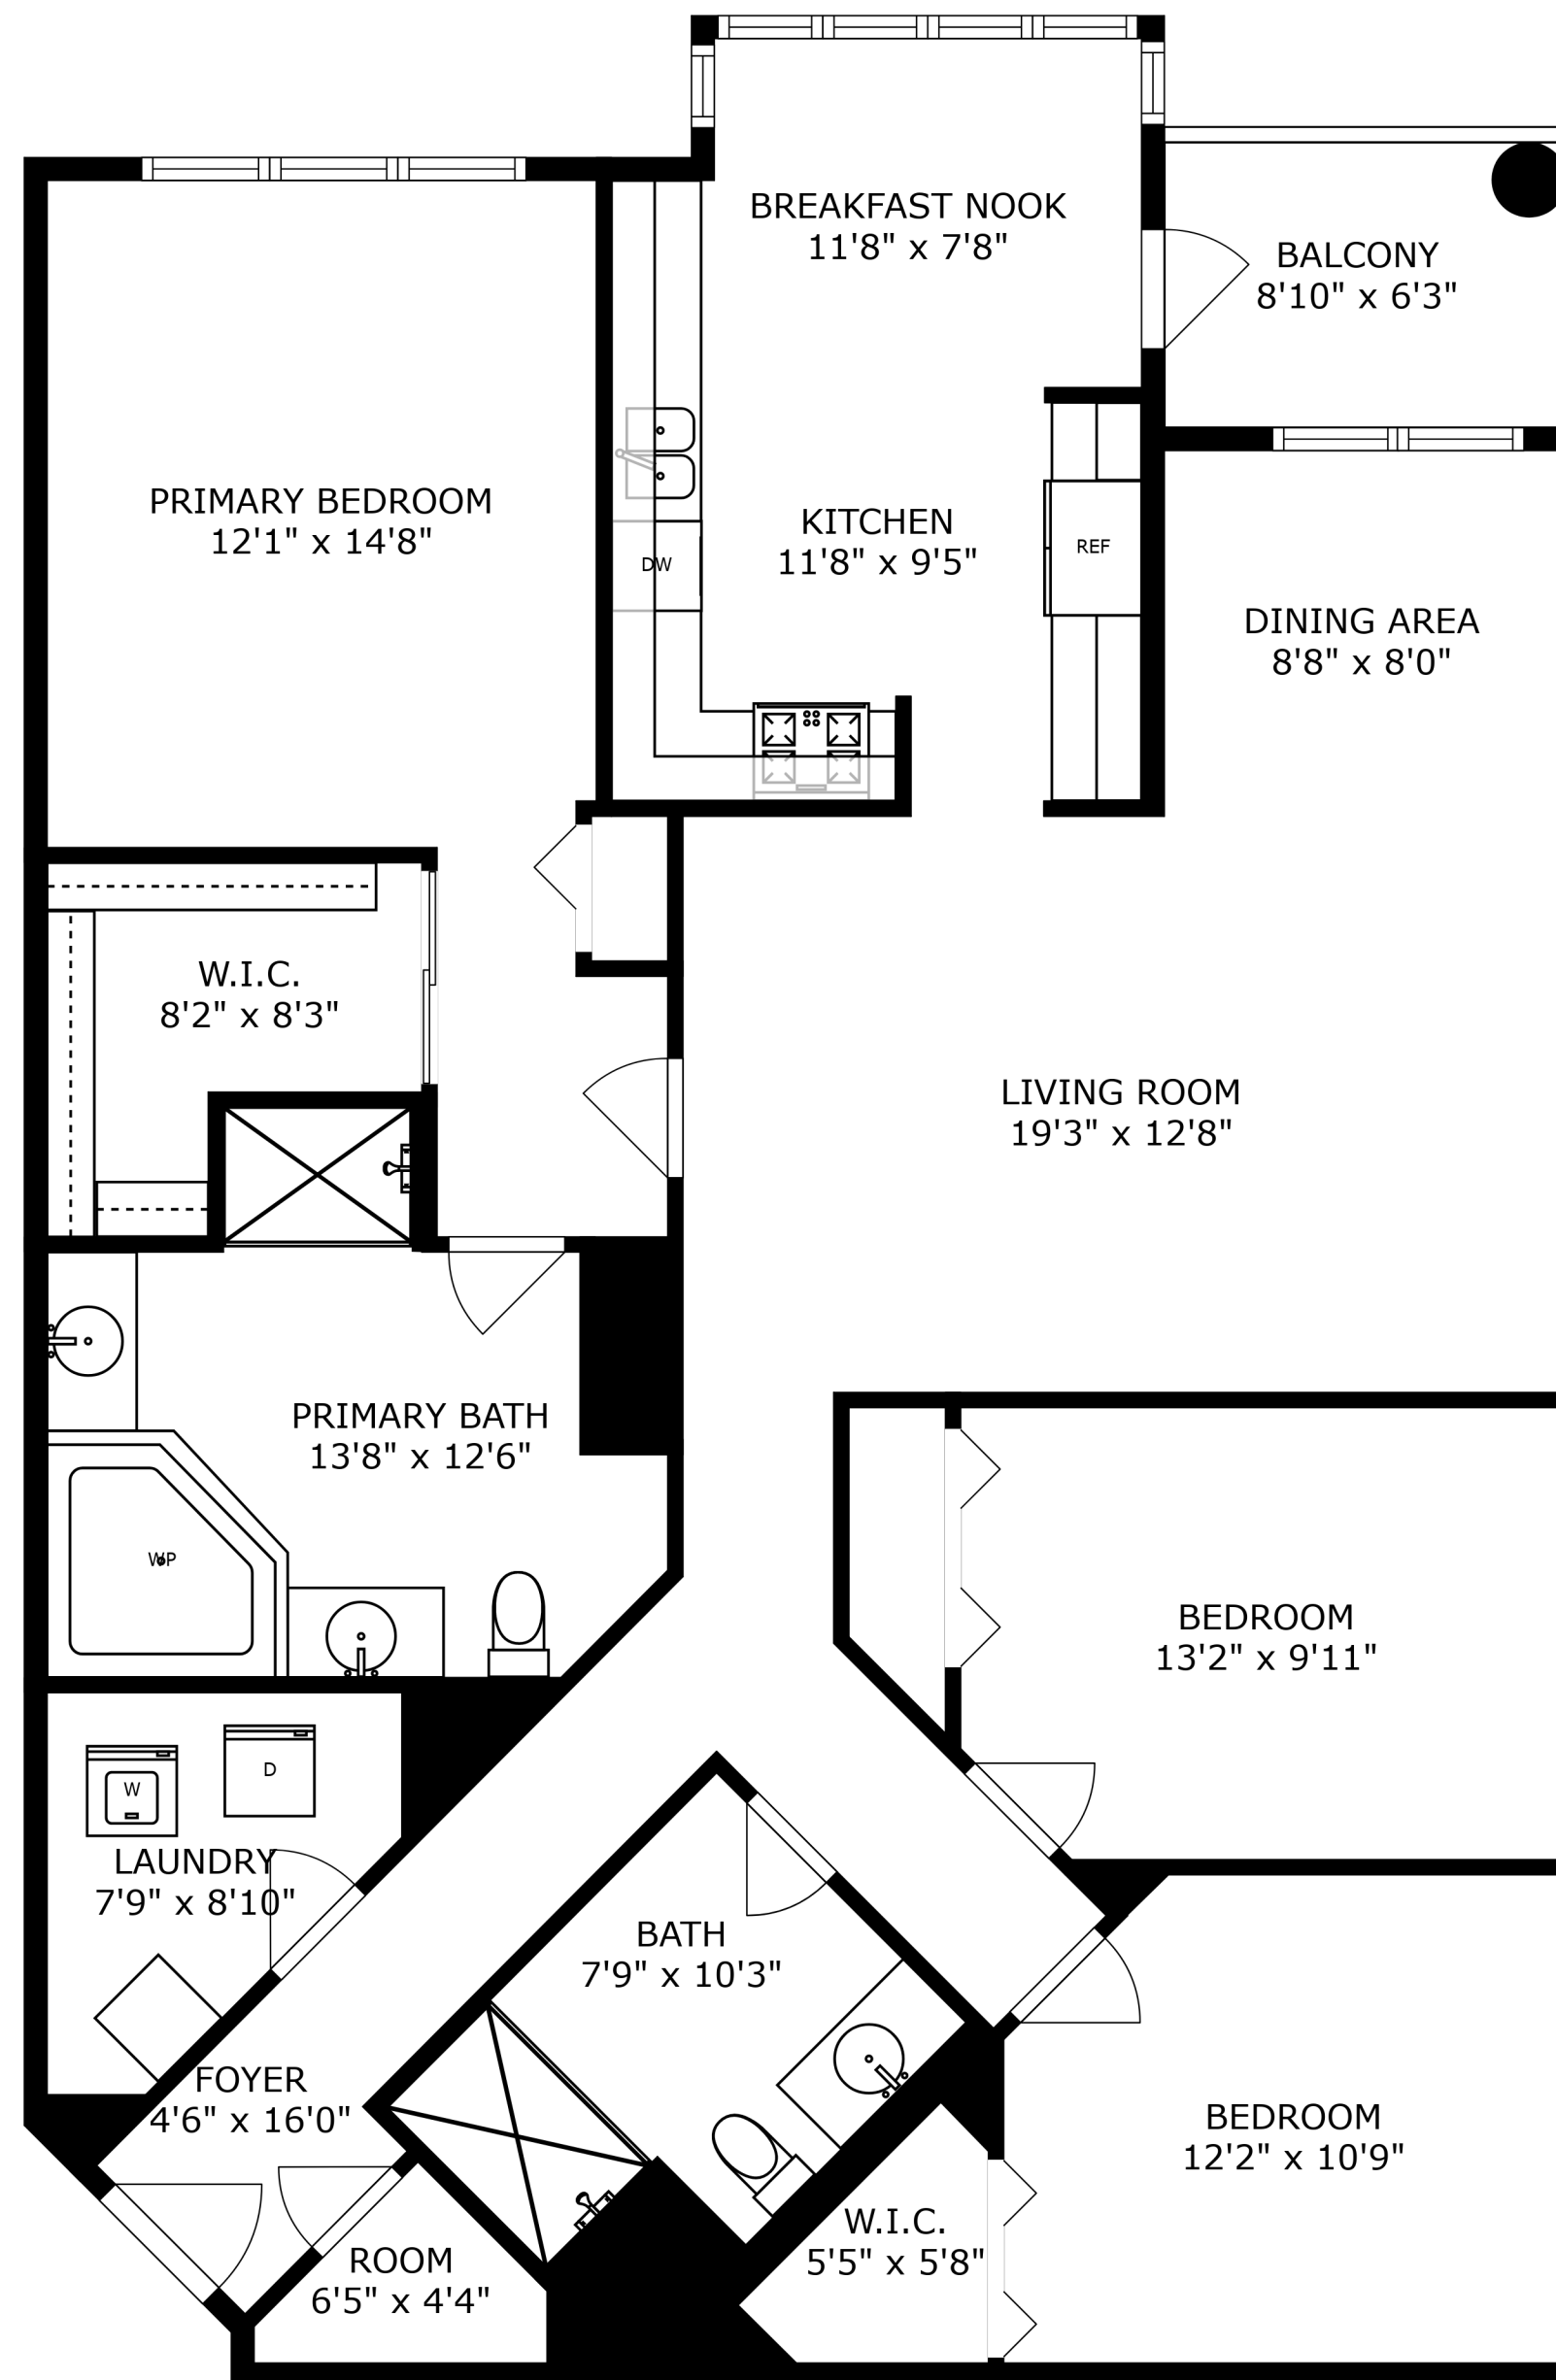 BREAKFAST NOOK
11'8" x 7'8"
BALCONY
8'10" x 6'3"
PRIMARY BEDROOM
12'1" x 14'8"
KITCHEN
11'8" x 9'5"
DW
REF
DINING AREA
8'8" x 8'0"
W.I.C.
8'2" x 8'3"
LIVING ROOM
19'3" x 12'8"
PRIMARY BATH
13'8" x 12'6"
WP
BEDROOM
13'2" x 9'11"
W
D
LAUNDRY
7'9" x 8'10"
BATH
7'9" x 10'3"
FOYER
4'6" x 16'0"
BEDROOM
12'2" x 10'9"
W.I.C.
5'5" x 5'8"
ROOM
6'5" x 4'4"